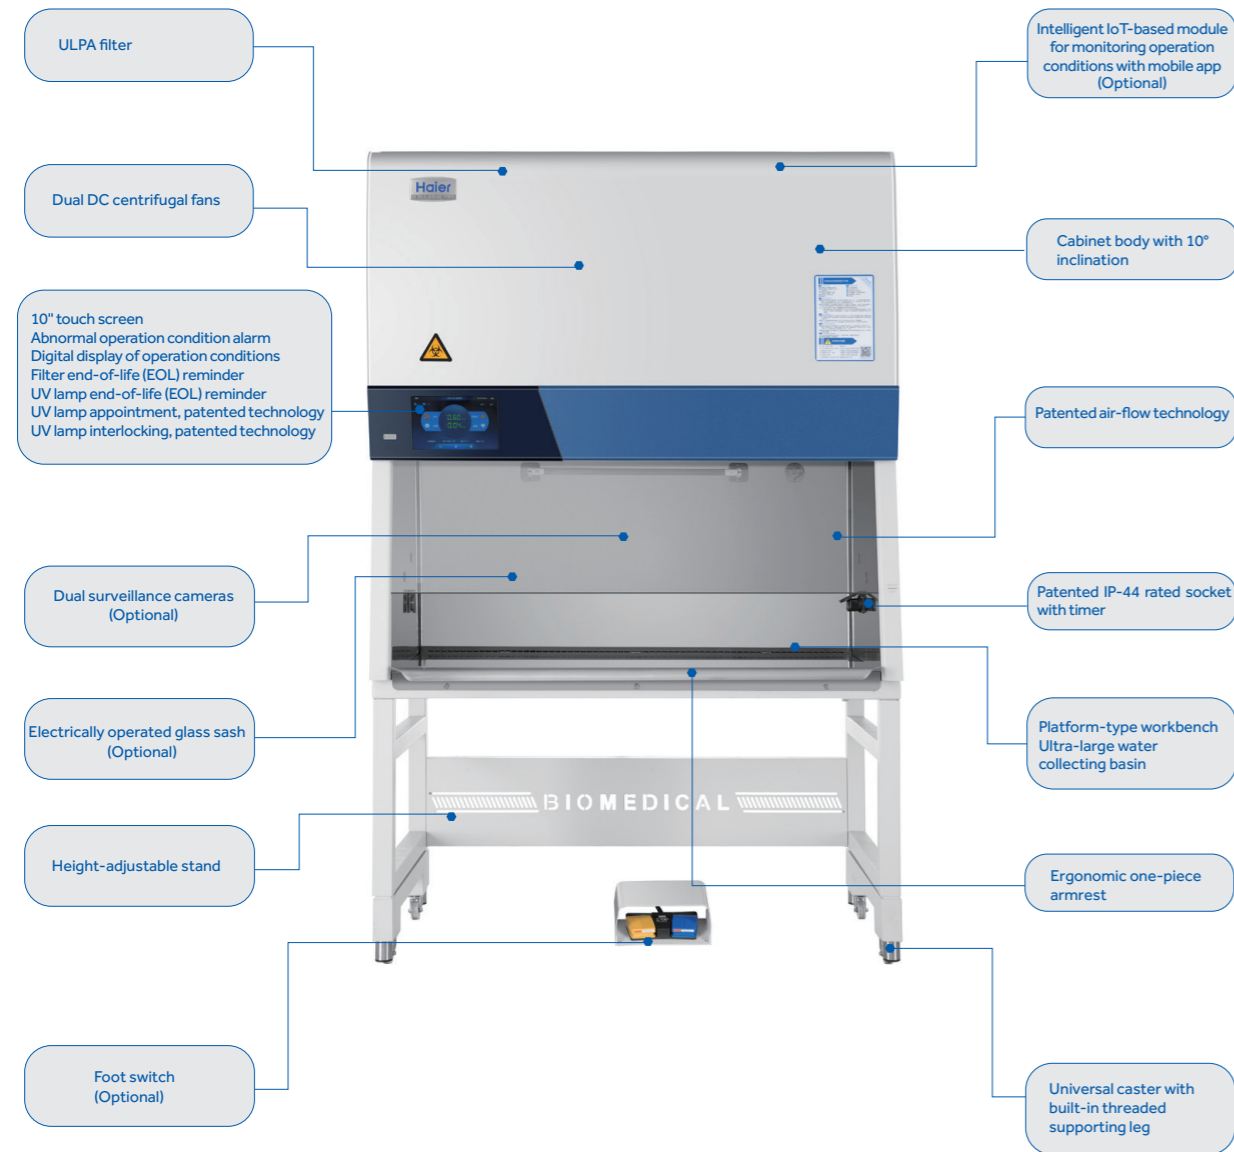 ULPA filter
Intelligent IoT-based module
for monitoring operation
conditions with mobile app
(Optional)
Haier
Dual DC centrifugal fans
Cabinet body with 10°
inclination
10" touch screen
Abnormal operation condition alarm
Digital display of operation conditions
Filter end-of-life (EOL) reminder
UV lamp end-of-life (EOL) reminder
UV lamp appointment, patented technology
UV lamp interlocking, patented technology
Patented air-flow technology
Dual surveillance cameras
(Optional)
Patented IP-44 rated socket
with timer
Electrically operated glass sash
(Optional)
Platform-type workbench
Ultra-large water
collecting basin
BIOMEDICAL
Height-adjustable stand
Ergonomic one-piece
armrest
Foot switch
(Optional)
Universal caster with
built-in threaded
supporting leg